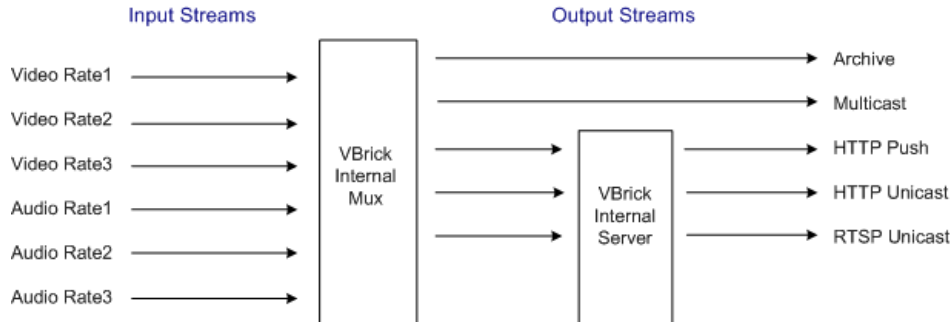 Input Streams
Output Streams
Video Rate1
Video Rate2
Video Rate3
Audio Rate1
Audio Rate2
Audio Rate3
VBrick
Internal
Mux
VBrick
Internal
Server
Archive
Multicast
HTTP Push
HTTP Unicast
RTSP Unicast